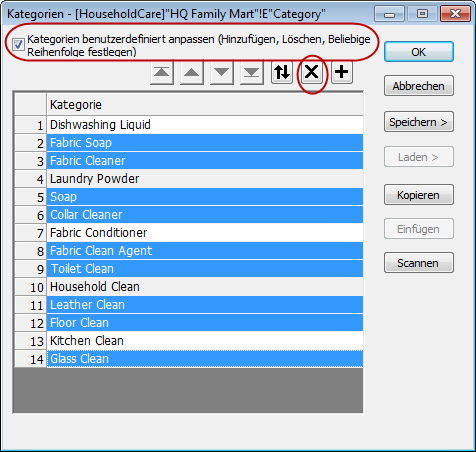 Kategorien - [HouseholdCare]"HQ Family Mart"!E"Category"
Kategorien benutzerdefiniert anpassen (Hinzufügen, Löschen, Beliebige
Reihenfolge festlegen)
OK
Abbrechen
Speichern >
Laden >
Kopieren
Einfügen
Scannen
Kategorie
1 Dishwashing Liquid
2 Fabric Soap
3 Fabric Cleaner
4 Laundry Powder
5 Soap
6 Collar Cleaner
7 Fabric Conditioner
8 Fabric Clean Agent
9 Toilet Clean
10 Household Clean
11 Leather Clean
12 Floor Clean
13 Kitchen Clean
14 Glass Clean